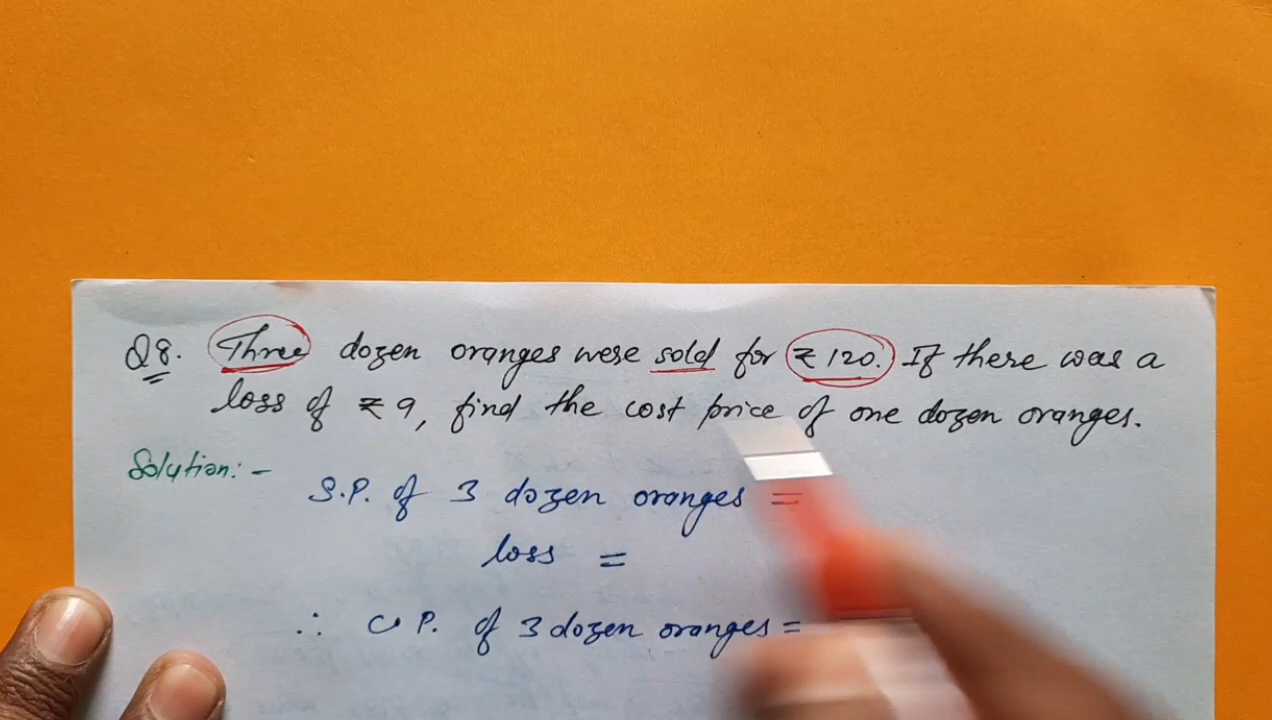 Q8. Three dozen oranges were sold for ₹ 120. If there was a
loss of ₹ 9, find the cost price of one dozen oranges.
Solution:-
S.P. of 3 dozen oranges =
loss =
∴ C.P. of 3 dozen oranges =